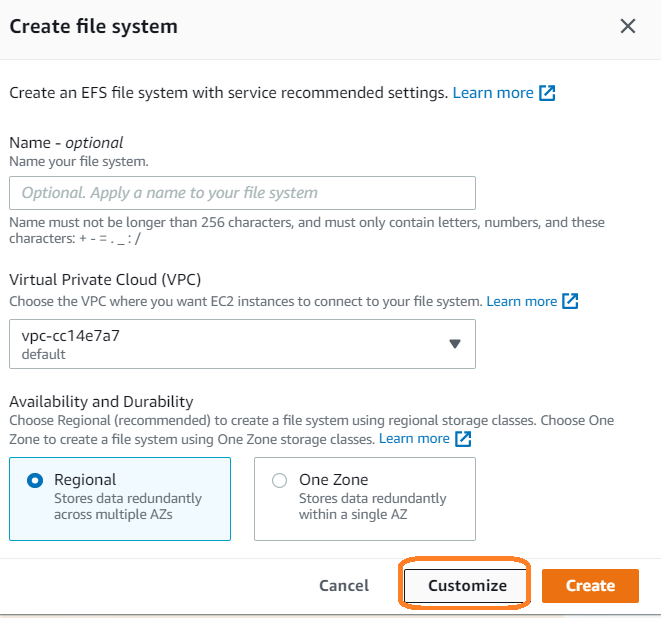 Create file system
Create an EFS file system with service recommended settings. Learn more
Name - optional
Name your file system.
Optional. Apply a name to your file system
Name must not be longer than 256 characters, and must only contain letters, numbers, and these
characters: + - = . _ : /
Virtual Private Cloud (VPC)
Choose the VPC where you want EC2 instances to connect to your file system. Learn more
vpc-cc14e7a7
default
Availability and Durability
Choose Regional (recommended) to create a file system using regional storage classes. Choose One
Zone to create a file system using One Zone storage classes. Learn more
Regional
Stores data redundantly
across multiple AZs
One Zone
Stores data redundantly
within a single AZ
Cancel
Customize
Create